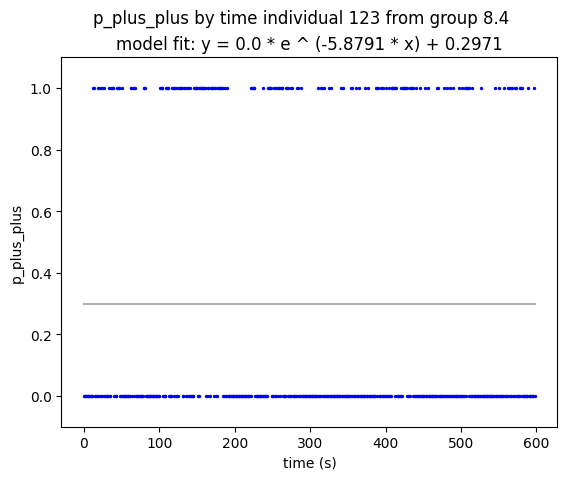 p_plus_plus by time individual 123 from group 8.4
model fit: y = 0.0 * e ^ (-5.8791 * x) + 0.2971
1.0
0.8
0.6
0.4
0.2
0.0
p_plus_plus
0 100 200 300 400 500 600
time (s)